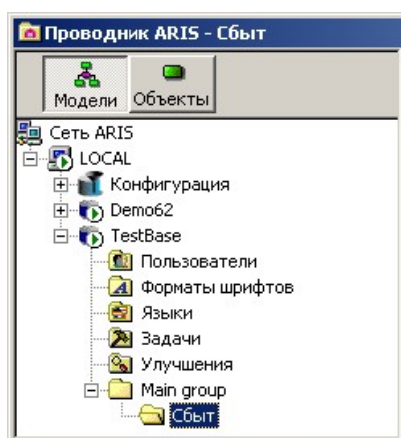 Проводник ARIS - Сбыт
Модели Объекты
Сеть ARIS
LOCAL
Конфигурация
Demo62
TestBase
Пользователи
Форматы шрифтов
Языки
Задачи
Улучшения
Main group
Сбыт